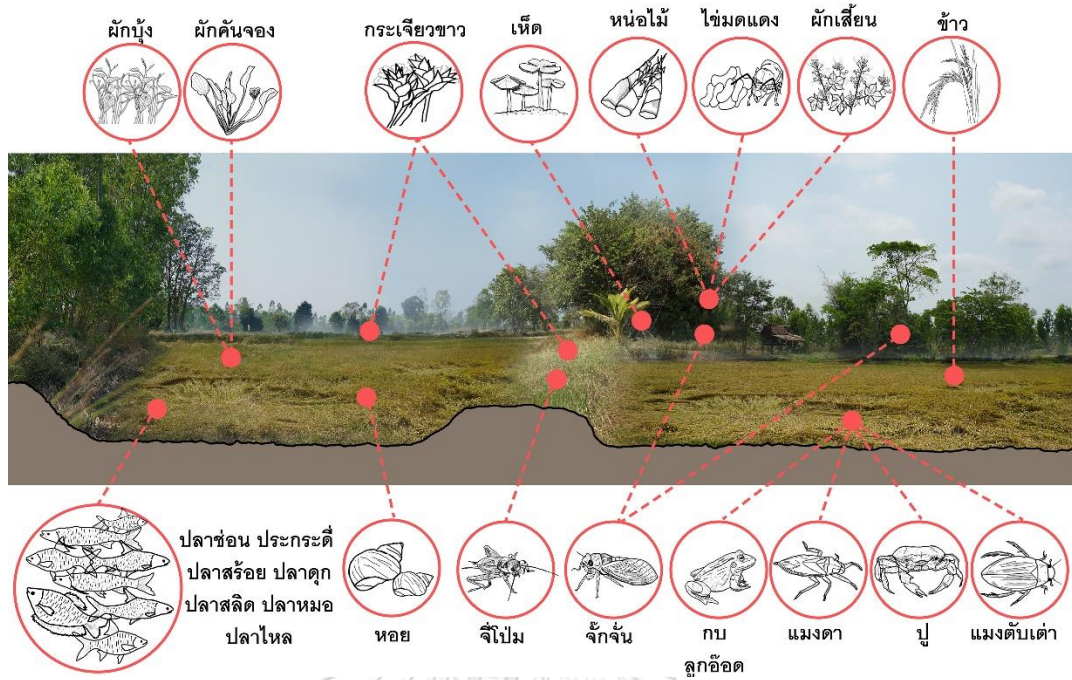 ผักบุ้ง
ผักคันจอง
กระเจียวขาว
เห็ด
หน่อไม้
ไข่มดแดง
ผักเสี้ยน
ข้าว
ปลาช่อน ประกระดี่
ปลาสร้อย ปลาดุก
ปลาสลิด ปลาหมอ
ปลาไหล
หอย
จี่โป่ม
จั๊กจั่น
กบ
ลูกอ๊อด
แมงดา
ปู
แมงตับเต่า